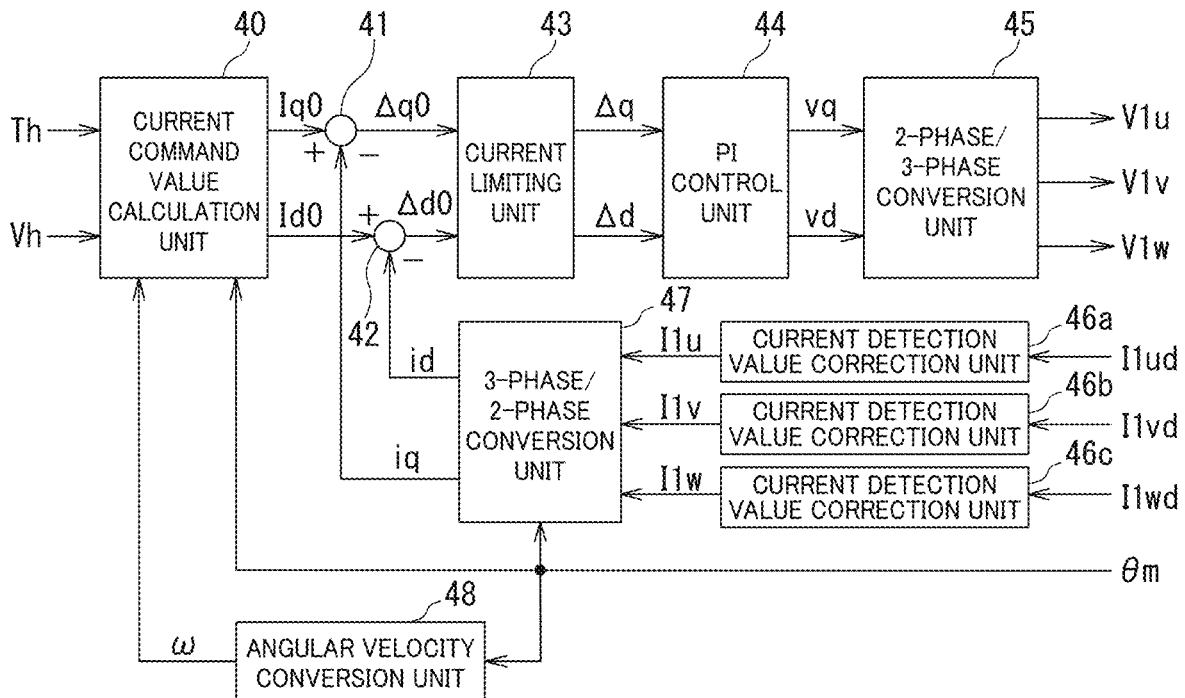 40
41
43
44
45
Th
Vh
CURRENT
COMMAND
VALUE
CALCULATION
UNIT
Iq0
Id0
+
−
Δq0
+
−
Δd0
42
CURRENT
LIMITING
UNIT
Δq
Δd
PI
CONTROL
UNIT
vq
vd
2-PHASE/
3-PHASE
CONVERSION
UNIT
V1u
V1v
V1w
47
id
iq
3-PHASE/
2-PHASE
CONVERSION
UNIT
I1u
I1v
I1w
CURRENT DETECTION
VALUE CORRECTION UNIT
46a
I1ud
CURRENT DETECTION
VALUE CORRECTION UNIT
46b
I1vd
CURRENT DETECTION
VALUE CORRECTION UNIT
46c
I1wd
θm
48
ω
ANGULAR VELOCITY
CONVERSION UNIT